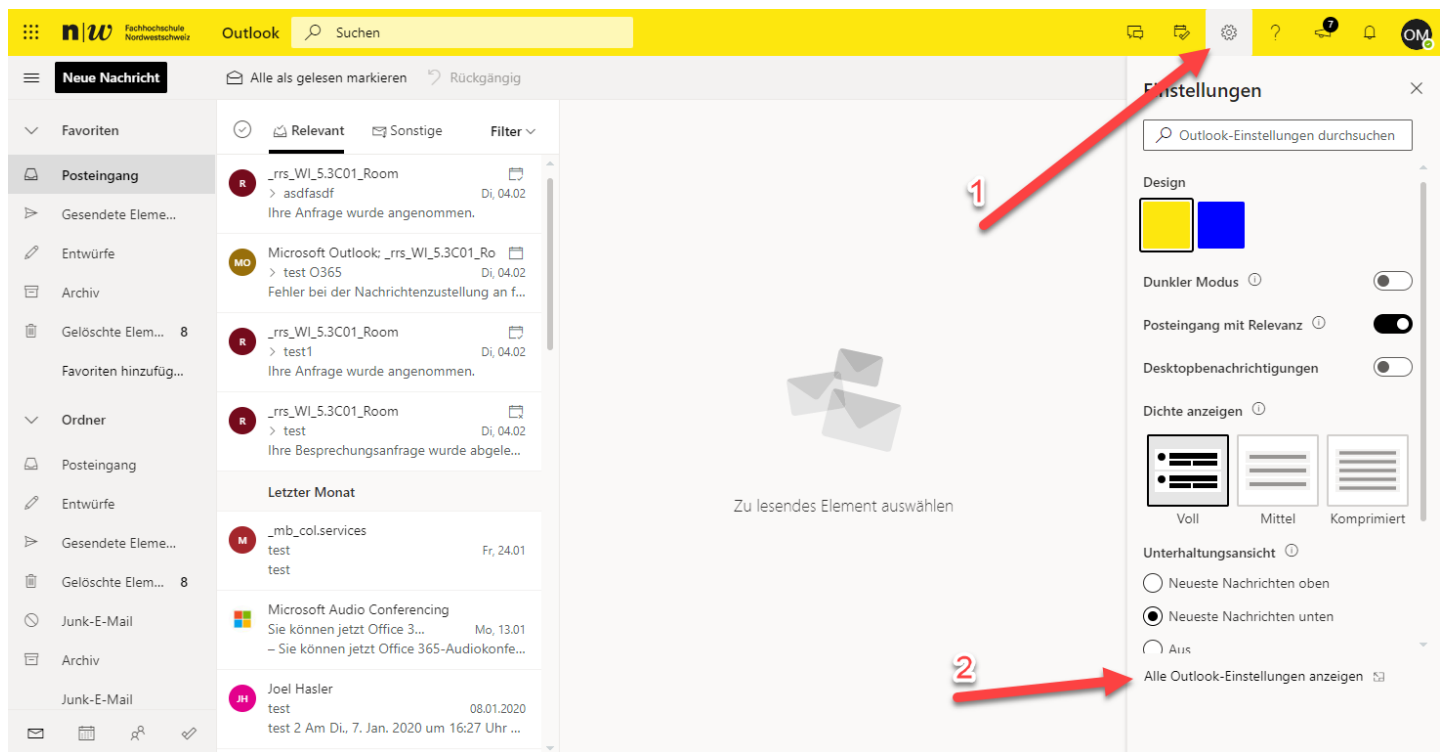 n|w Fachhochschule
Nordwestschweiz
Outlook
Suchen
7
OM
Neue Nachricht
Alle als gelesen markieren
Rückgängig
Favoriten
Posteingang
Gesendete Eleme...
Entwürfe
Archiv
Gelöschte Elem... 8
Favoriten hinzufüg...
Ordner
Posteingang
Entwürfe
Gesendete Eleme...
Gelöschte Elem... 8
Junk-E-Mail
Archiv
Junk-E-Mail
Relevant
Sonstige
Filter
R
_rrs_WI_5.3C01_Room
> asdfasdf Di, 04.02
Ihre Anfrage wurde angenommen.
MO
Microsoft Outlook; _rrs_WI_5.3C01_Ro
> test O365 Di, 04.02
Fehler bei der Nachrichtenzustellung an f...
R
_rrs_WI_5.3C01_Room
> test1 Di, 04.02
Ihre Anfrage wurde angenommen.
R
_rrs_WI_5.3C01_Room
> test Di, 04.02
Ihre Besprechungsanfrage wurde abgele...
Letzter Monat
M
_mb_col.services
test Fr, 24.01
test
Microsoft Audio Conferencing
Sie können jetzt Office 3... Mo, 13.01
– Sie können jetzt Office 365-Audiokonfe...
JH
Joel Hasler
test 08.01.2020
test 2 Am Di., 7. Jan. 2020 um 16:27 Uhr ...
Zu lesendes Element auswählen
1
2
Einstellungen
Outlook-Einstellungen durchsuchen
Design
Dunkler Modus
Posteingang mit Relevanz
Desktopbenachrichtigungen
Dichte anzeigen
Voll Mittel Komprimiert
Unterhaltungsansicht
Neueste Nachrichten oben
Neueste Nachrichten unten
Aus
Alle Outlook-Einstellungen anzeigen